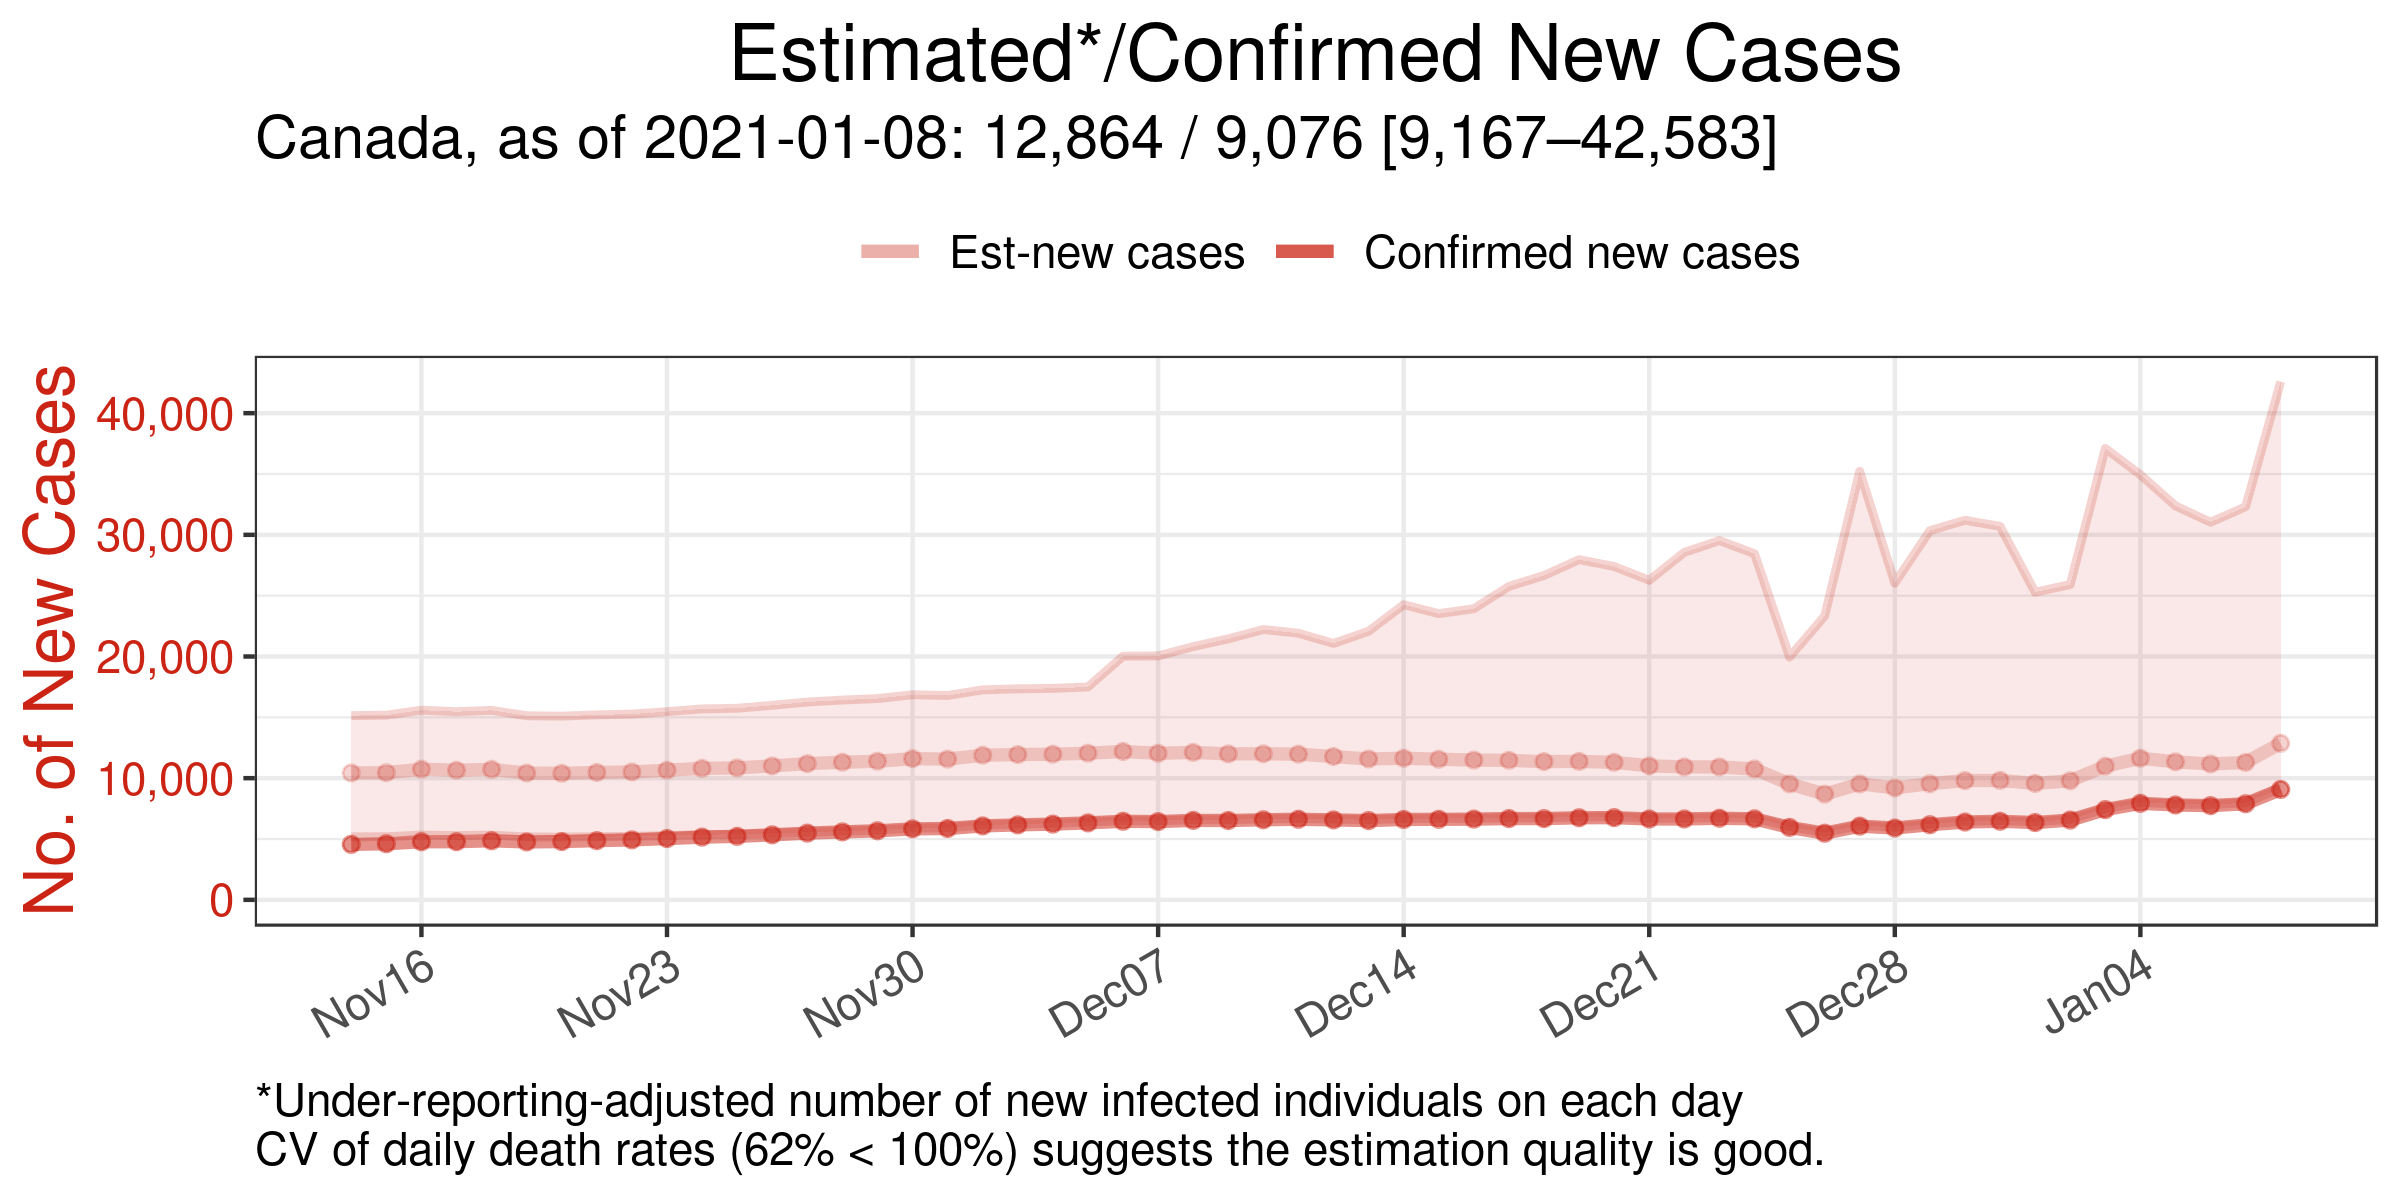 Estimated*/Confirmed New Cases
Canada, as of 2021-01-08: 12,864 / 9,076 [9,167–42,583]
Est-new cases
Confirmed new cases
No. of New Cases
40,000
30,000
20,000
10,000
0
Nov16
Nov23
Nov30
Dec07
Dec14
Dec21
Dec28
Jan04
*Under-reporting-adjusted number of new infected individuals on each day
CV of daily death rates (62% < 100%) suggests the estimation quality is good.